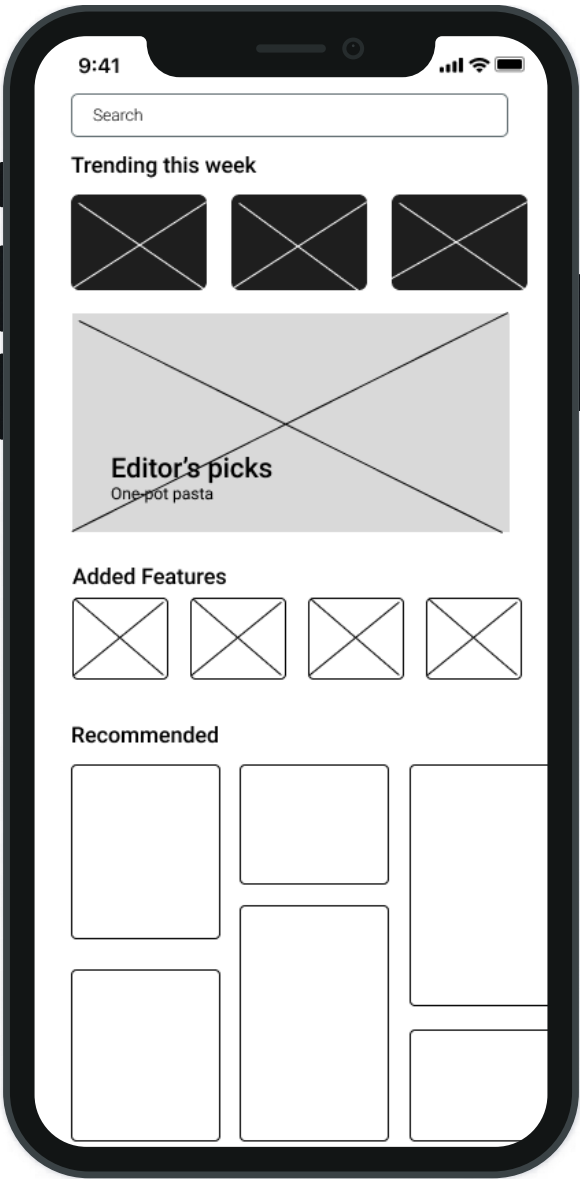 9:41
Search
Trending this week
Editor's picks
One-pot pasta
Added Features
Recommended